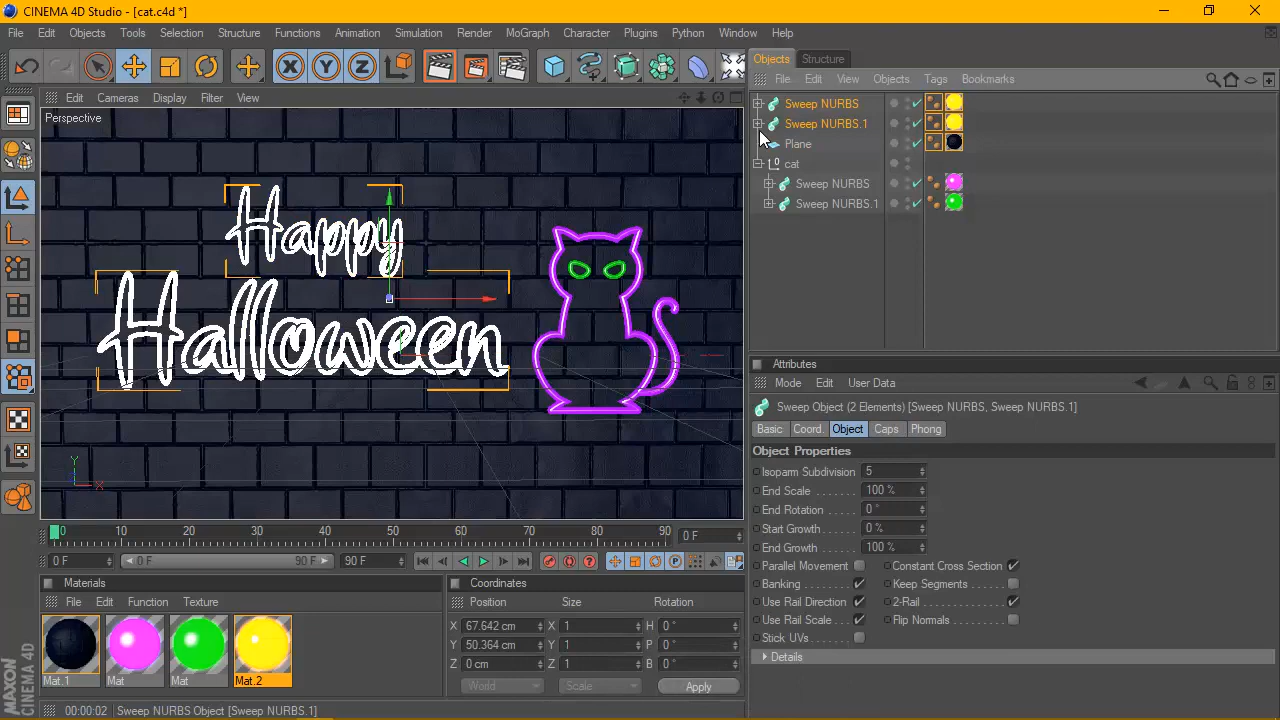 CINEMA 4D Studio - [cat.c4d *]
File Edit Objects Tools Selection Structure Functions Animation Simulation Render MoGraph Character Plugins Python Window Help
Objects Structure
File Edit View Objects Tags Bookmarks
Edit Cameras Display Filter View
Perspective
Sweep NURBS
Sweep NURBS.1
Plane
cat
Sweep NURBS
Sweep NURBS.1
Happy
Halloween
Y
X
Attributes
Mode Edit User Data
Sweep Object (2 Elements) [Sweep NURBS, Sweep NURBS.1]
Basic Coord. Object Caps Phong
Object Properties
Isoparm Subdivision 5
End Scale . . . . . . . 100 %
End Rotation . . . . . 0 °
Start Growth . . . . . 0 %
End Growth . . . . . . 100 %
Parallel Movement Constant Cross Section
Banking . . . . . . . . . Keep Segments . . . . . .
Use Rail Direction 2-Rail . . . . . . . . . . . . .
Use Rail Scale . . . Flip Normals . . . . . . . .
Stick UVs . . . . . . .
Details
0 10 20 30 40 50 60 70 80 90 0 F
0 F 0 F 90 F 90 F
Materials
File Edit Function Texture
Mat.1 Mat Mat Mat.2
Coordinates
Position Size Rotation
X 67.642 cm X 1 H 0 °
Y 50.364 cm Y 1 P 0 °
Z 0 cm Z 1 B 0 °
World Scale Apply
MAXON
CINEMA 4D
00:00:02 Sweep NURBS Object [Sweep NURBS.1]